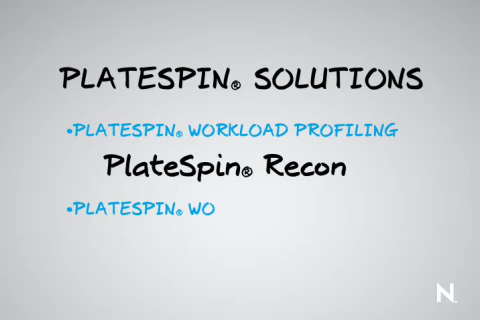 PLATESPIN® SOLUTIONS
•PLATESPIN® WORKLOAD PROFILING
PlateSpin® Recon
•PLATESPIN® WO
N